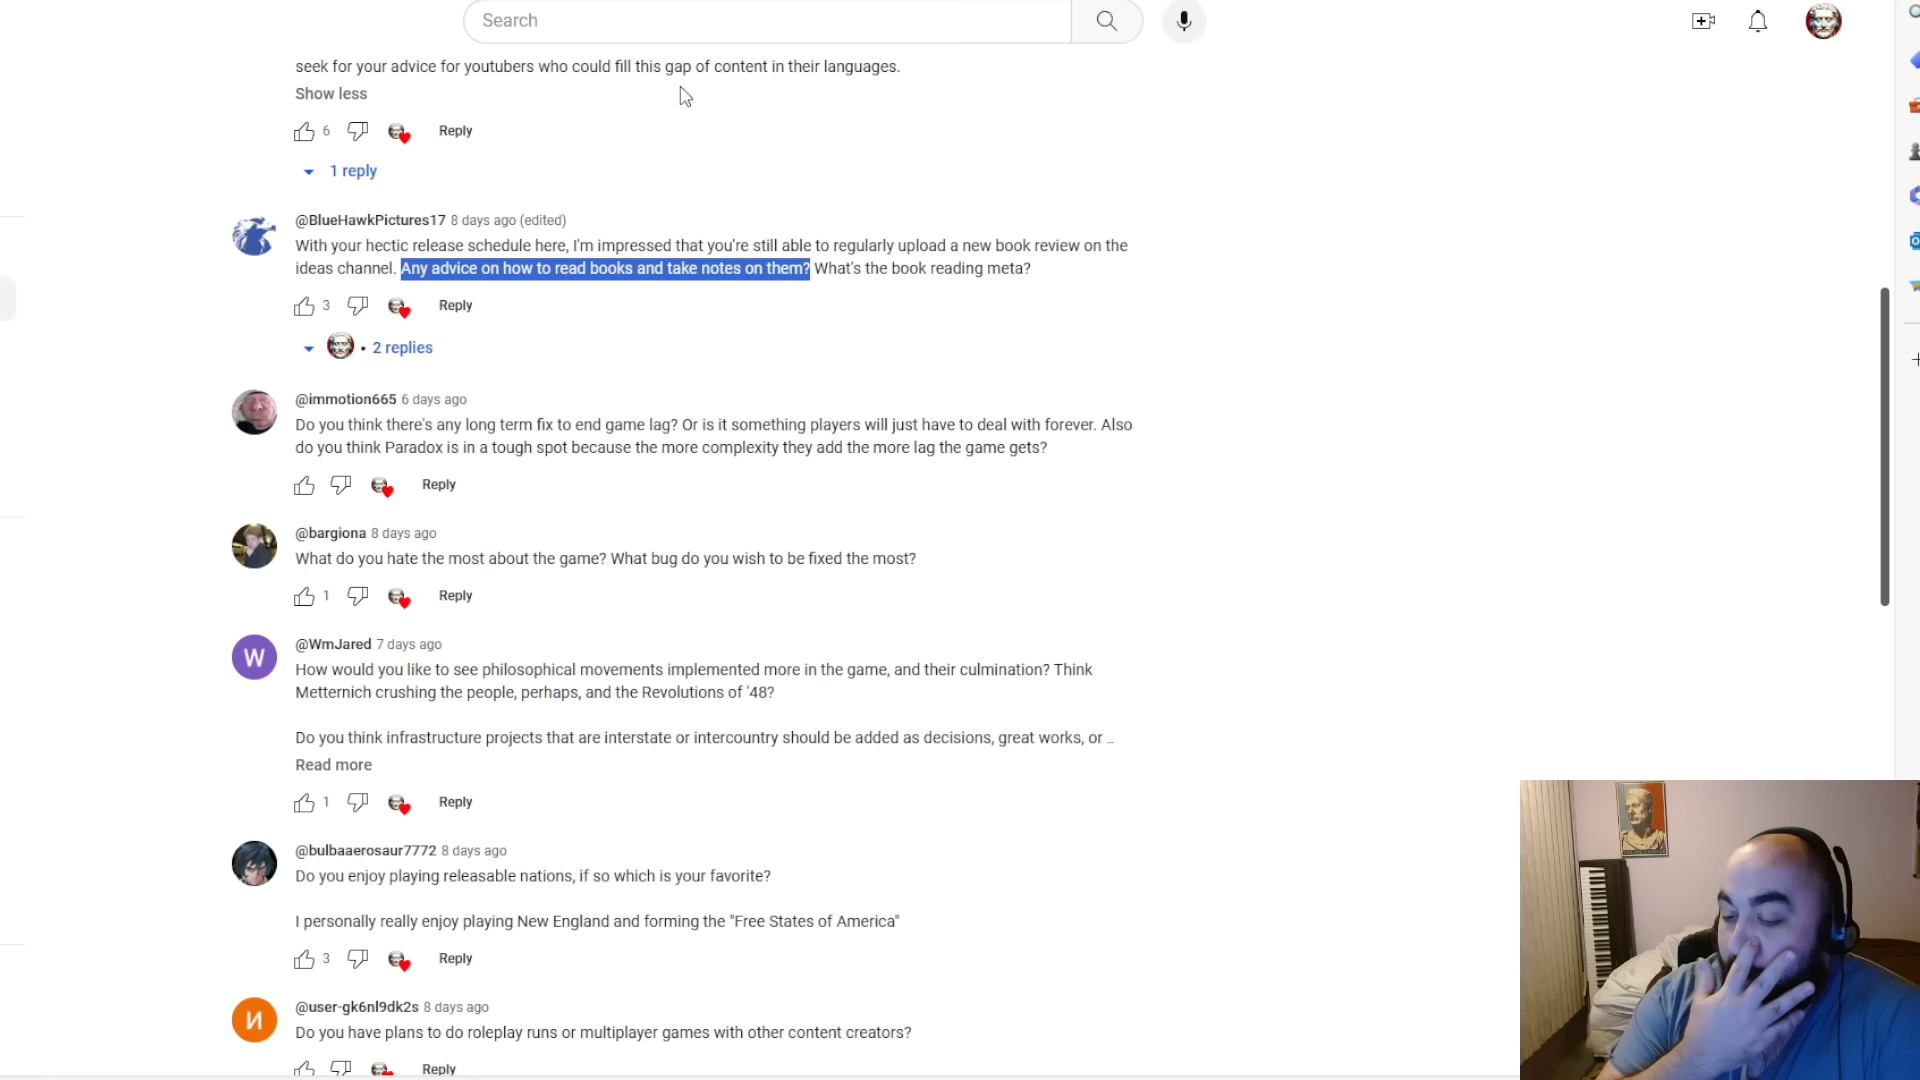 Search
seek for your advice for youtubers who could fill this gap of content in their languages.
Show less
6
Reply
1 reply
@BlueHawkPictures17 8 days ago (edited)
With your hectic release schedule here, I'm impressed that you're still able to regularly upload a new book review on the
ideas channel. Any advice on how to read books and take notes on them? What's the book reading meta?
3
Reply
• 2 replies
@immotion665 6 days ago
Do you think there's any long term fix to end game lag? Or is it something players will just have to deal with forever. Also
do you think Paradox is in a tough spot because the more complexity they add the more lag the game gets?
Reply
@bargiona 8 days ago
What do you hate the most about the game? What bug do you wish to be fixed the most?
1
Reply
W
@WmJared 7 days ago
How would you like to see philosophical movements implemented more in the game, and their culmination? Think
Metternich crushing the people, perhaps, and the Revolutions of '48?
Do you think infrastructure projects that are interstate or intercountry should be added as decisions, great works, or ...
Read more
1
Reply
@bulbaaerosaur7772 8 days ago
Do you enjoy playing releasable nations, if so which is your favorite?
I personally really enjoy playing New England and forming the "Free States of America"
3
Reply
И
@user-gk6nl9dk2s 8 days ago
Do you have plans to do roleplay runs or multiplayer games with other content creators?
Reply